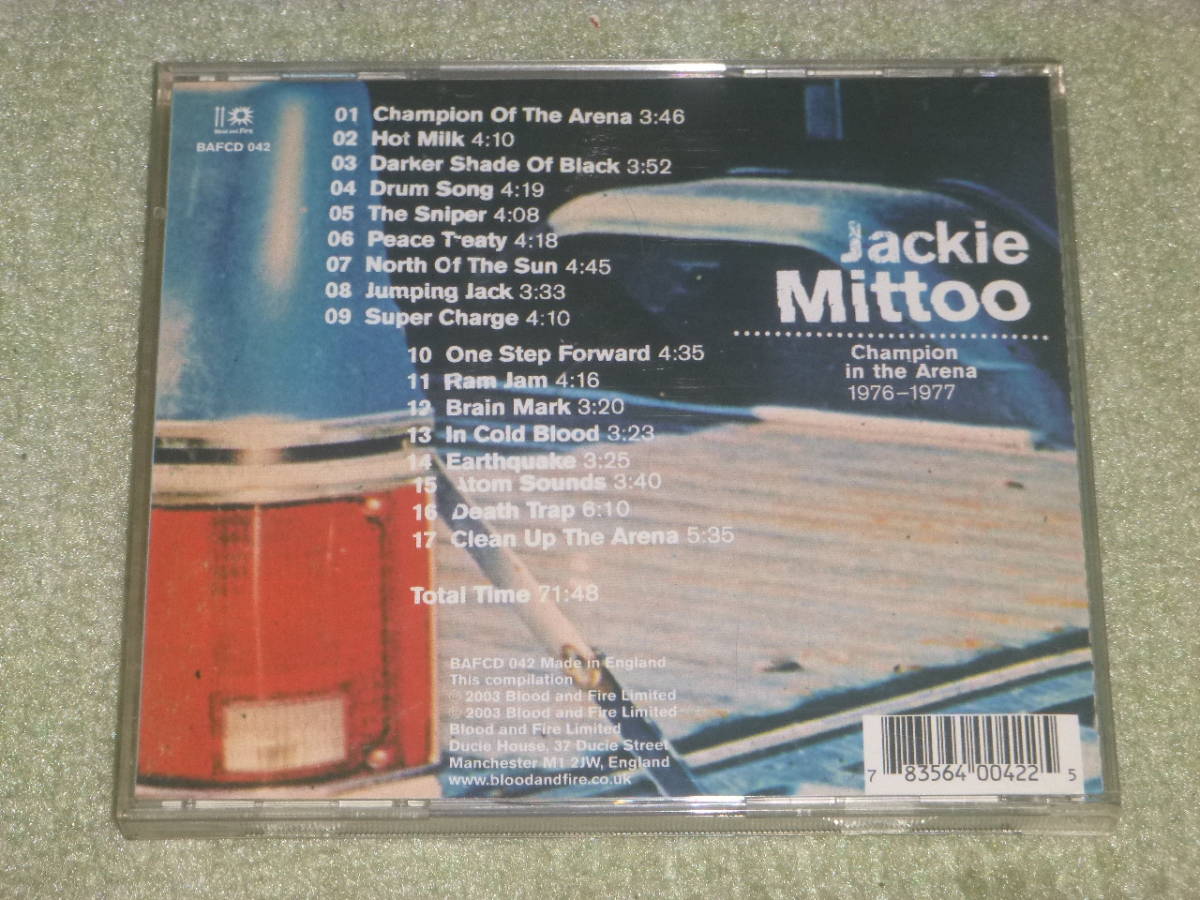 Blood and Fire
BAFCD 042
01 Champion Of The Arena 3:46
02 Hot Milk 4:10
03 Darker Shade Of Black 3:52
04 Drum Song 4:19
05 The Sniper 4:08
06 Peace Treaty 4:18
07 North Of The Sun 4:45
08 Jumping Jack 3:33
09 Super Charge 4:10
10 One Step Forward 4:35
11 Ram Jam 4:16
12 Brain Mark 3:20
13 In Cold Blood 3:23
14 Earthquake 3:25
15 Atom Sounds 3:40
16 Death Trap 6:10
17 Clean Up The Arena 5:35
Total Time 71:48
Jackie
Mittoo
Champion
in the Arena
1976–1977
BAFCD 042 Made in England
This compilation
℗ 2003 Blood and Fire Limited
© 2003 Blood and Fire Limited
Blood and Fire Limited
Ducie House, 37 Ducie Street
Manchester M1 2JW, England
www.bloodandfire.co.uk
7 83564 00422 5